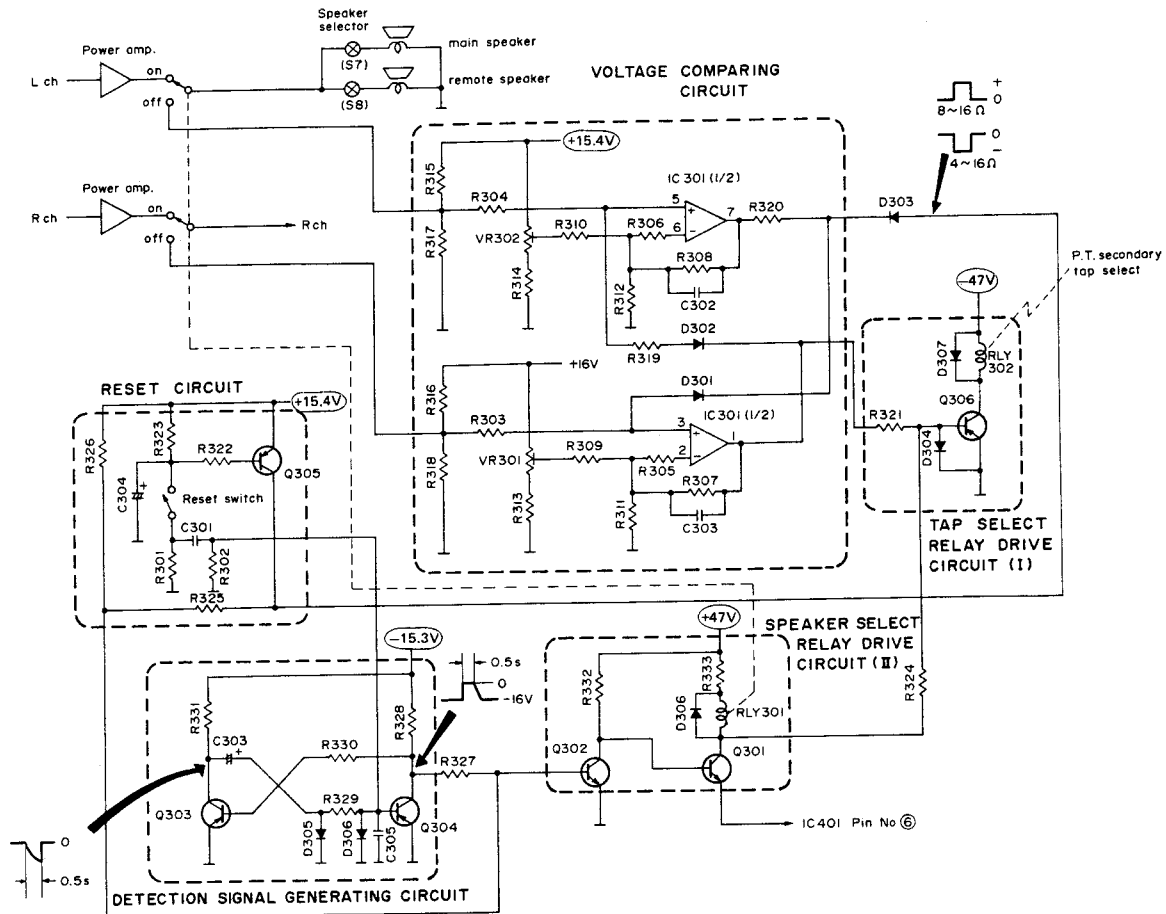 Speaker
selector
Power amp.
L ch
on
off
(S7)
main speaker
remote speaker
(S8)
VOLTAGE COMPARING
CIRCUIT
+
0
8~16 Ω
0
−
4~16Ω
Power amp.
R ch
on
off
R ch
+15.4V
R315
R304
R317
VR302
R310
R306
R314
R312
IC 301 (1/2)
5
6
7
+
−
R308
C302
R320
D303
P.T. secondary
tap select
−47V
D302
R319
D307
RLY
302
+16V
D301
R316
R303
R318
VR301
R309
R305
R313
R311
IC301 (1/2)
3
2
1
+
−
R307
C303
Q306
R321
D304
TAP SELECT
RELAY DRIVE
CIRCUIT (I)
RESET CIRCUIT
+15.4V
R326
R323
R322
Q305
C304
+
Reset switch
C301
R301
R302
R325
−15.3V
0.5s
0
−16V
R331
R328
C303
+
R330
R327
R329
Q303
D305
D306
C305
Q304
0
0.5s
DETECTION SIGNAL GENERATING CIRCUIT
+47V
SPEAKER SELECT
RELAY DRIVE
CIRCUIT (II)
R332
R333
D306
RLY301
R324
Q302
Q301
IC401 Pin No ⑥